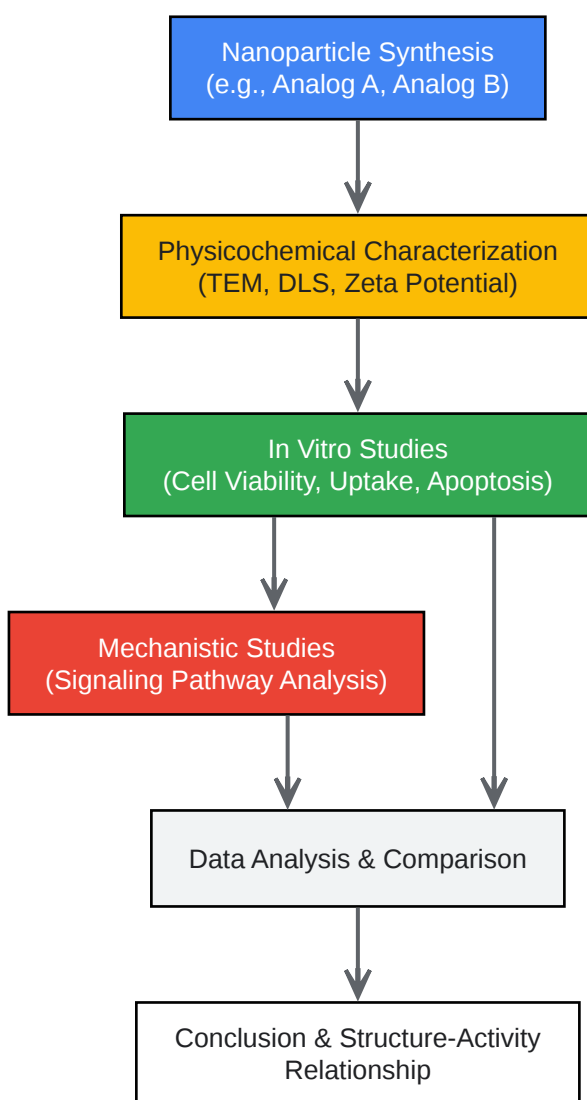 Nanoparticle Synthesis
(e.g., Analog A, Analog B)
Physicochemical Characterization
(TEM, DLS, Zeta Potential)
In Vitro Studies
(Cell Viability, Uptake, Apoptosis)
Mechanistic Studies
(Signaling Pathway Analysis)
Data Analysis & Comparison
Conclusion & Structure-Activity
Relationship